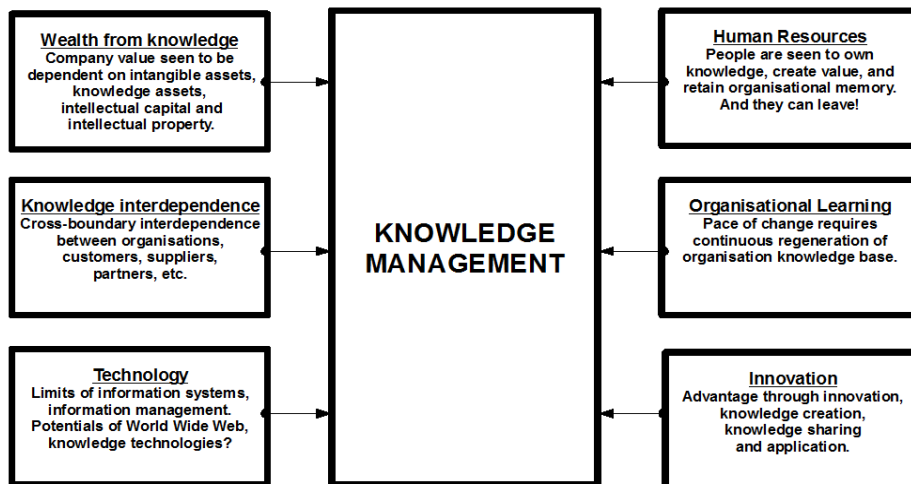 Wealth from knowledge
Company value seen to be
dependent on intangible assets,
knowledge assets,
intellectual capital and
intellectual property.
Knowledge interdependence
Cross-boundary interdependence
between organisations,
customers, suppliers,
partners, etc.
Technology
Limits of information systems,
information management.
Potentials of World Wide Web,
knowledge technologies?
KNOWLEDGE
MANAGEMENT
Human Resources
People are seen to own
knowledge, create value, and
retain organisational memory.
And they can leave!
Organisational Learning
Pace of change requires
continuous regeneration of
organisation knowledge base.
Innovation
Advantage through innovation,
knowledge creation,
knowledge sharing
and application.